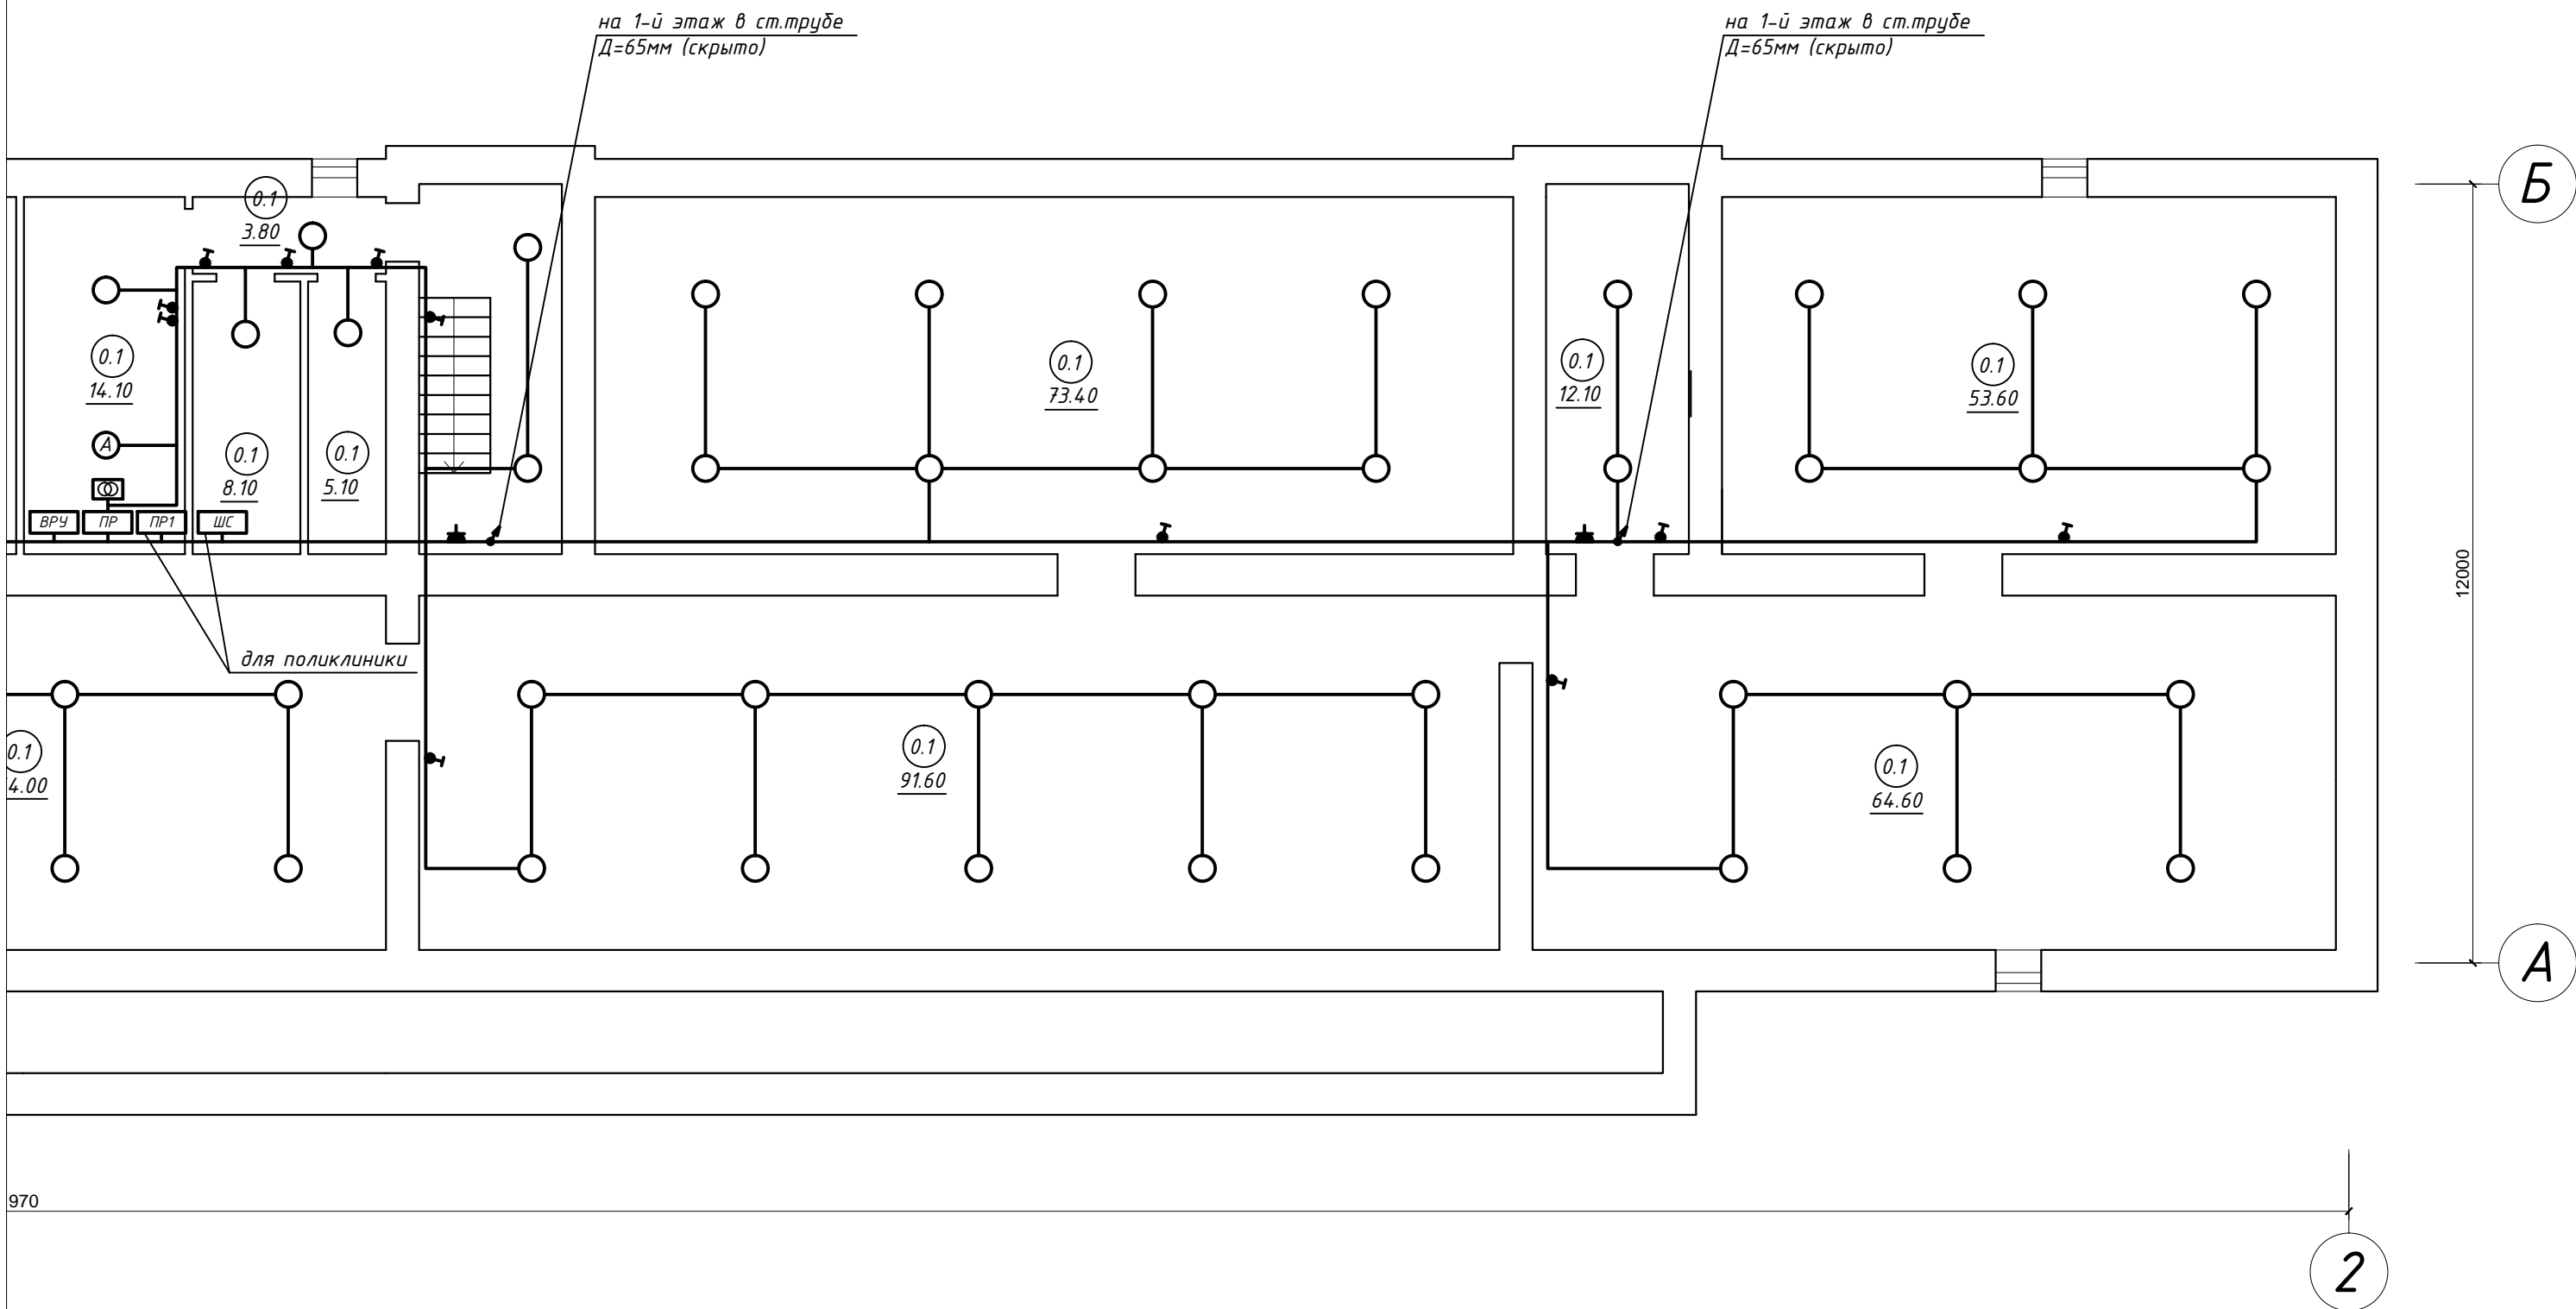 на 1-й этаж в ст.трубе
Д=65мм (скрыто)
на 1-й этаж в ст.трубе
Д=65мм (скрыто)
Б
0.1
3.80
0.1
14.10
А
0.1
8.10
0.1
5.10
0.1
73.40
0.1
12.10
0.1
53.60
ВРУ
ПР
ПР1
ШС
12000
для поликлиники
0.1
4.00
0.1
91.60
0.1
64.60
А
970
2